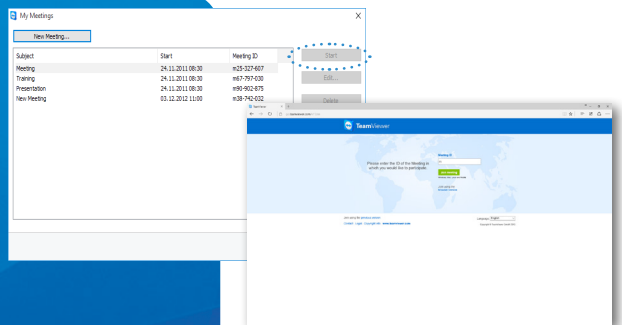 My Meetings
New Meeting...
Subject Start Meeting ID
Meeting 24.11.2011 08:30 m25-327-607
Training 24.11.2011 08:30 m67-797-030
Presentation 24.11.2011 08:30 m90-902-875
New Meeting 03.12.2012 11:00 m38-742-032
Start
Edit...
Delete
TeamViewer
Please enter the ID of the Meeting in
which you would like to participate
Meeting ID
Join meeting
Language: English